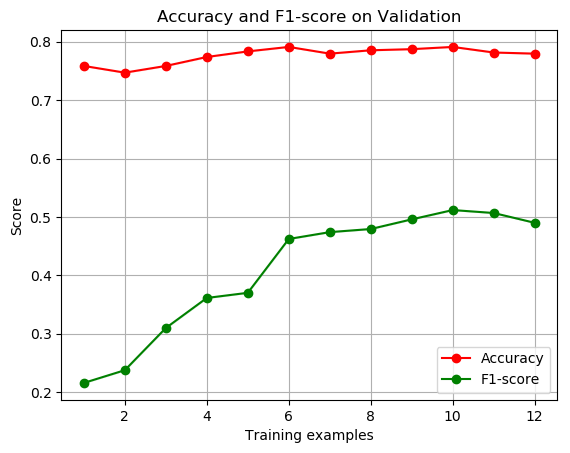 Accuracy and F1-score on Validation
0.8
0.7
0.6
0.5
0.4
0.3
0.2
Score
Accuracy
F1-score
2 4 6 8 10 12
Training examples